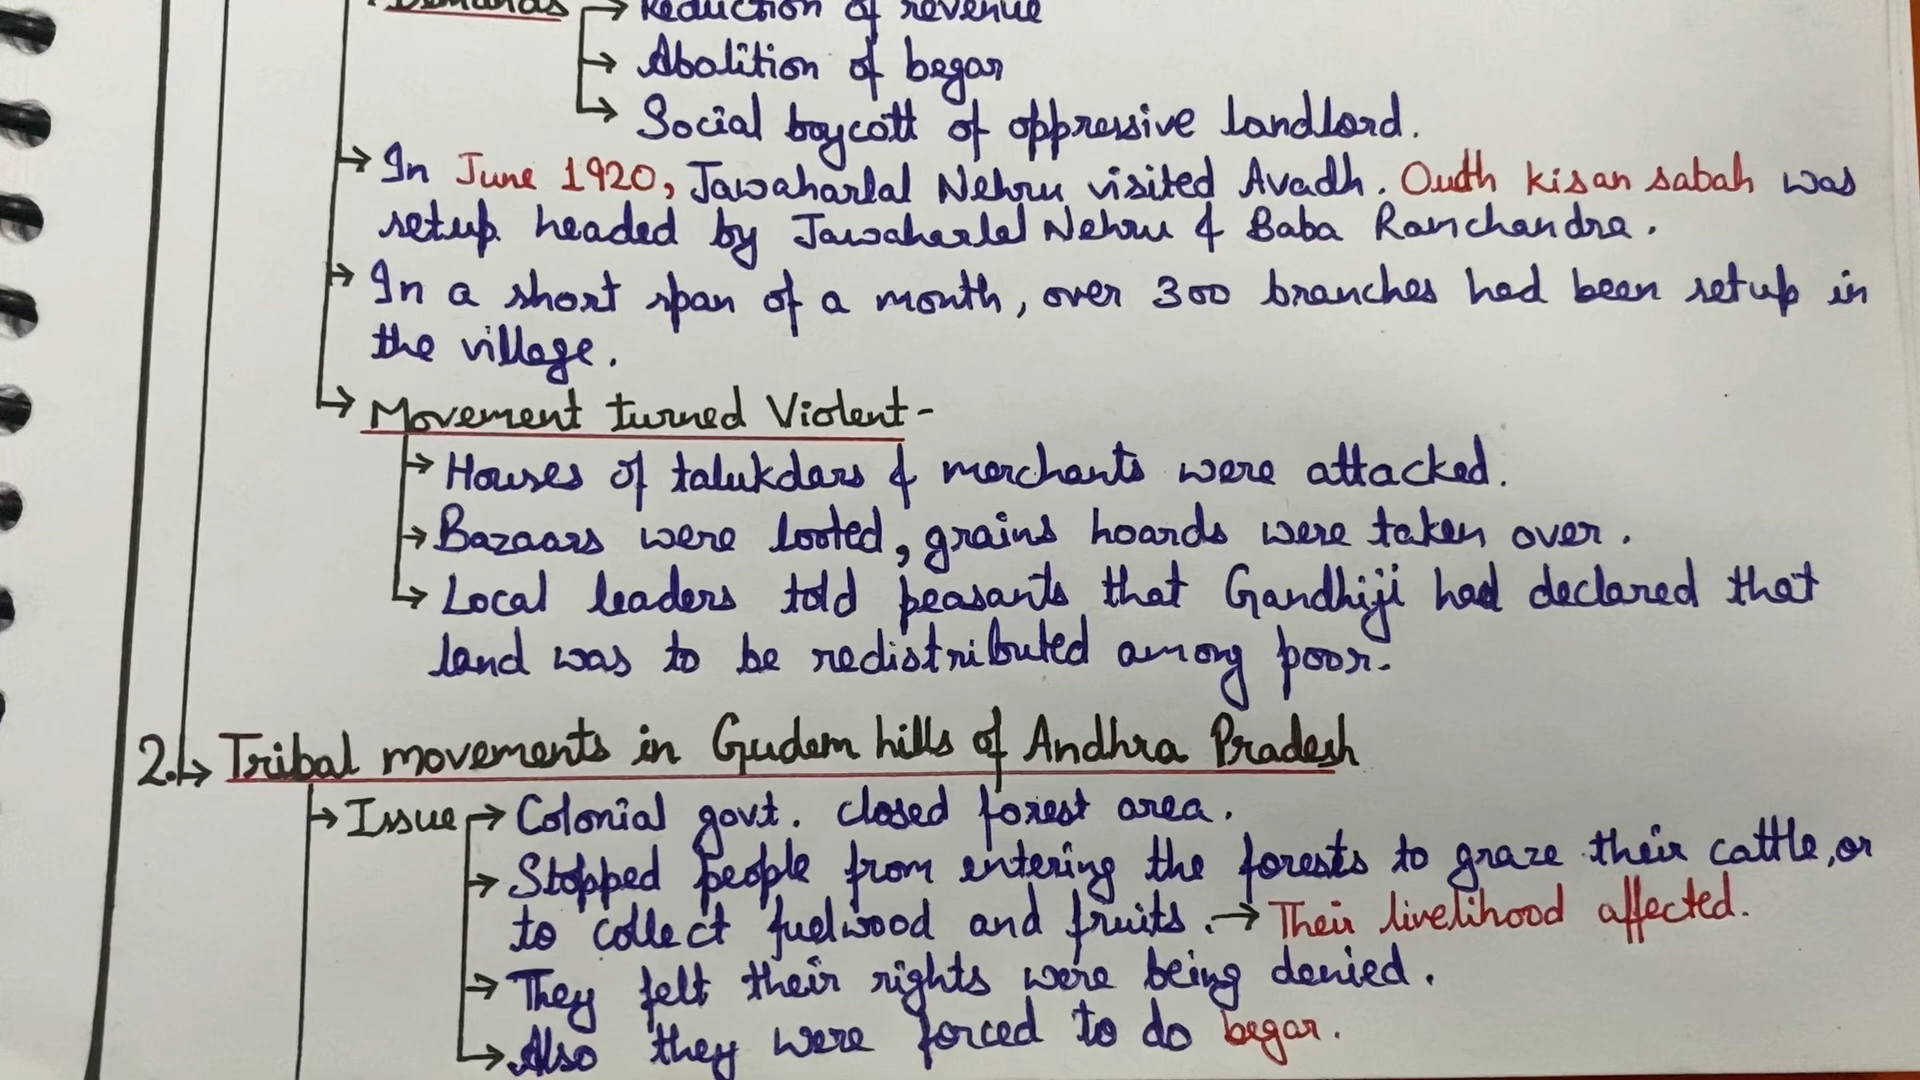 Demands → Reduction of revenue
→ Abolition of begar
→ Social boycott of oppressive landlord.
→ In June 1920, Jawaharlal Nehru visited Avadh. Oudh kisan sabah was
setup headed by Jawaharlal Nehru & Baba Ramchandra.
→ In a short span of a month, over 300 branches had been setup in
the village.
→ Movement turned Violent -
→ Houses of talukdars & merchants were attacked.
→ Bazaars were looted, grains hoards were taken over.
→ Local leaders told peasants that Gandhiji had declared that
land was to be redistributed among poor.
2. → Tribal movements in Gudem hills of Andhra Pradesh
→ Issue → Colonial govt. closed forest area.
→ Stopped people from entering the forests to graze their cattle, or
to collect fuelwood and fruits. → Their livelihood affected.
→ They felt their rights were being denied.
→ Also they were forced to do begar.